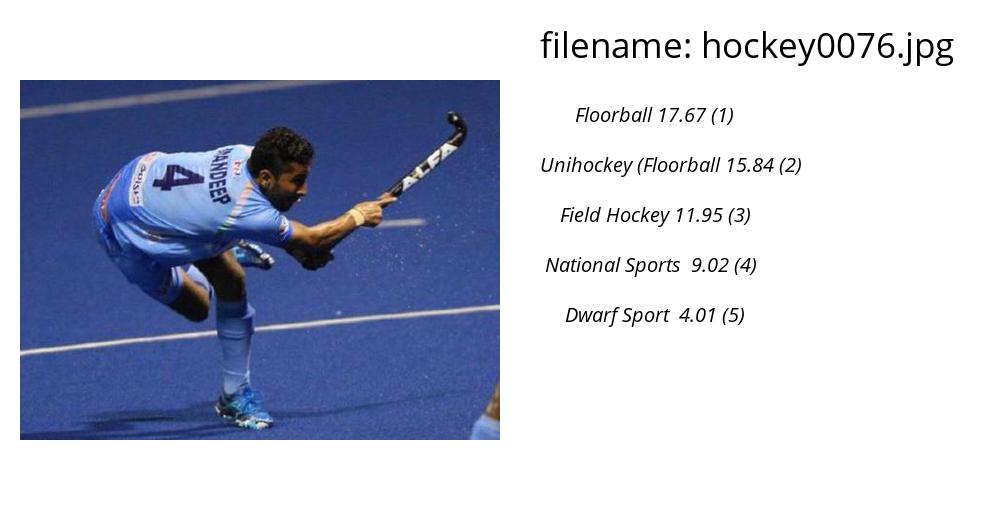 filename: hockey0076.jpg
Floorball 17.67 (1)
Unihockey (Floorball 15.84 (2)
Field Hockey 11.95 (3)
National Sports 9.02 (4)
Dwarf Sport 4.01 (5)
MANDEEP
4
ALFA